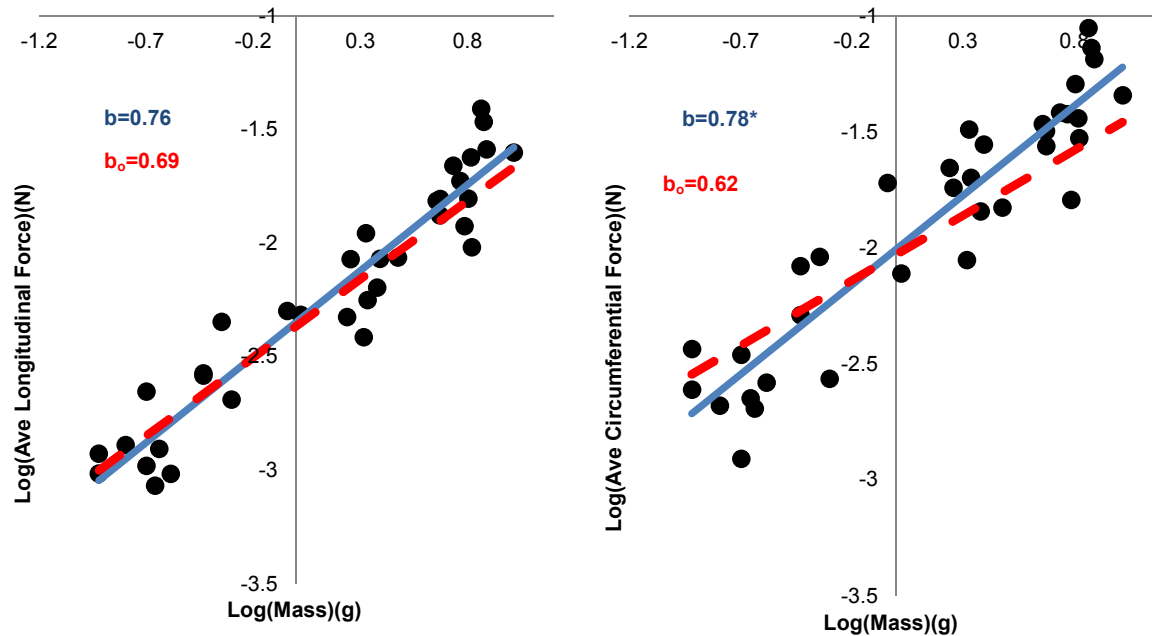 -1
-1.2 -0.7 -0.2 0.3 0.8
b=0.76
bₒ=0.69
-1.5
-2
-2.5
-3
-3.5
Log(Ave Longitudinal Force)(N)
Log(Mass)(g)
-1
-1.2 -0.7 -0.2 0.3 0.8
b=0.78*
bₒ=0.62
-1.5
-2
-2.5
-3
-3.5
Log(Ave Circumferential Force)(N)
Log(Mass)(g)